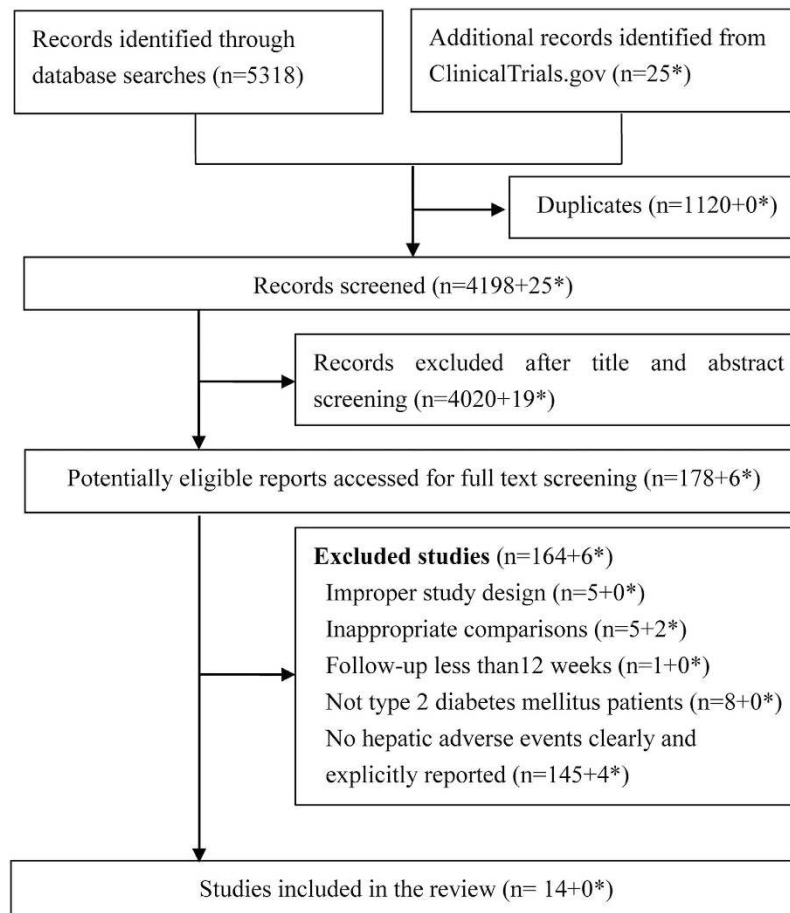 Records identified through
database searches (n=5318)
Additional records identified from
ClinicalTrials.gov (n=25*)
Duplicates (n=1120+0*)
Records screened (n=4198+25*)
Records excluded after title and abstract
screening (n=4020+19*)
Potentially eligible reports accessed for full text screening (n=178+6*)
Excluded studies (n=164+6*)
Improper study design (n=5+0*)
Inappropriate comparisons (n=5+2*)
Follow-up less than12 weeks (n=1+0*)
Not type 2 diabetes mellitus patients (n=8+0*)
No hepatic adverse events clearly and
explicitly reported (n=145+4*)
Studies included in the review (n= 14+0*)